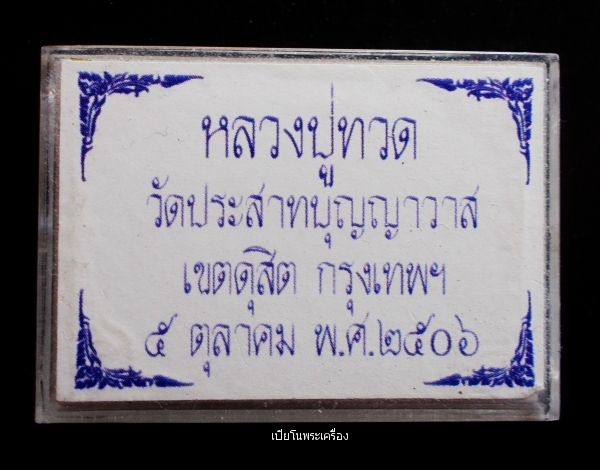 หลวงปู่ทวด
วัดประสาทบุญญาวาส
เขตดุสิต กรุงเทพฯ
๕ ตุลาคม พ.ศ.๒๕๐๖
เปียโนพระเครื่อง